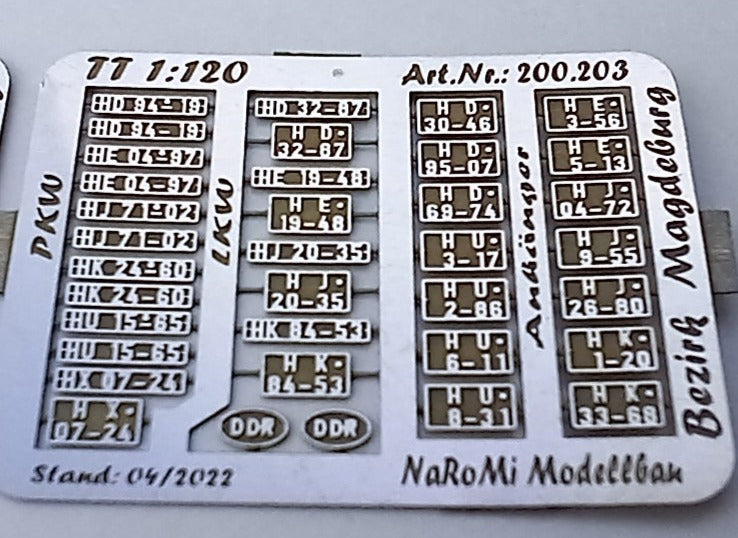 TT 1:120
Art.Nr.: 200.203
PKW
HD 94-19
HD 94-19
HE 04-97
HE 04-97
HJ 71-02
HJ 71-02
HK 24-60
HK 24-60
HU 15-65
HU 15-65
HX 07-24
H X
07-24
LKW
HD 32-87
H D
32-87
HE 19-48
H E
19-48
HJ 20-35
H J
20-35
HK 84-53
H K
84-53
DDR
DDR
H D
30-46
H D
95-07
H D
69-74
H U
3-17
H U
2-86
H U
6-11
H U
8-31
Anhänger
H E
3-56
H E
5-13
H J
04-72
H J
9-55
H J
26-80
H K
1-20
H K
33-68
Bezirk Magdeburg
Stand: 04/2022
NaRoMi Modellbau